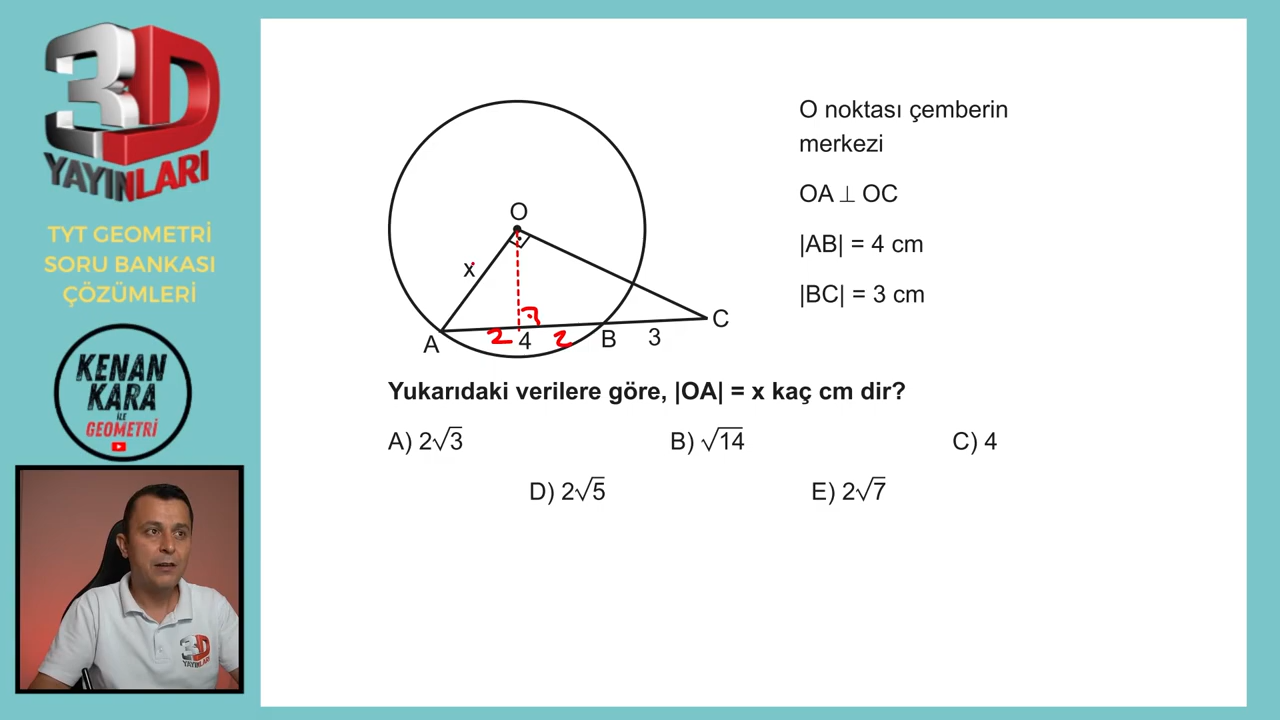 3D
YAYINLARI
TYT GEOMETRİ
SORU BANKASI
ÇÖZÜMLERİ
KENAN
KARA
İLE
GEOMETRİ
3D
YAYINLARI
O
x
A
2
4
2
B
3
C
O noktası çemberin
merkezi
OA ⊥ OC
|AB| = 4 cm
|BC| = 3 cm
Yukarıdaki verilere göre, |OA| = x kaç cm dir?
A) 2√3 B) √14 C) 4
D) 2√5 E) 2√7